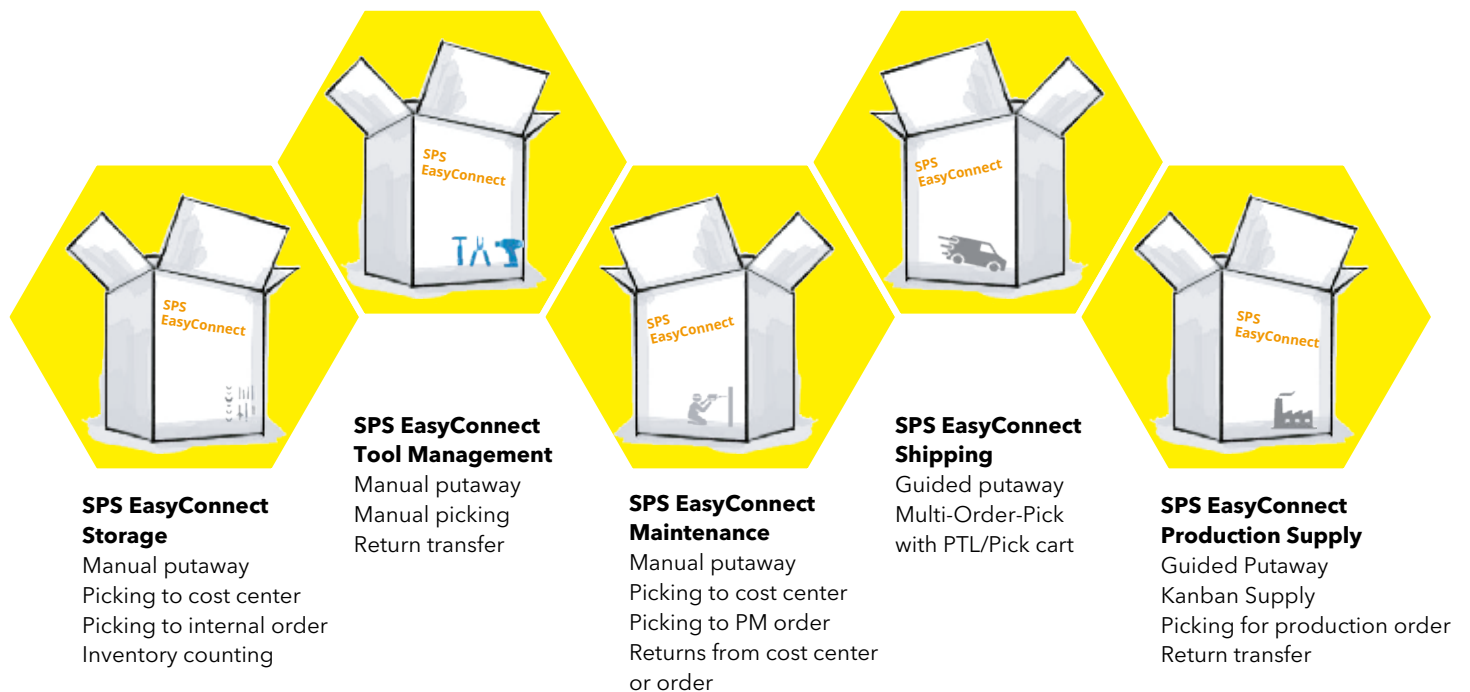 SPS
EasyConnect
SPS EasyConnect
Storage
Manual putaway
Picking to cost center
Picking to internal order
Inventory counting
SPS
EasyConnect
SPS EasyConnect
Tool Management
Manual putaway
Manual picking
Return transfer
SPS
EasyConnect
SPS EasyConnect
Maintenance
Manual putaway
Picking to cost center
Picking to PM order
Returns from cost center
or order
SPS
EasyConnect
SPS EasyConnect
Shipping
Guided putaway
Multi-Order-Pick
with PTL/Pick cart
SPS
EasyConnect
SPS EasyConnect
Production Supply
Guided Putaway
Kanban Supply
Picking for production order
Return transfer